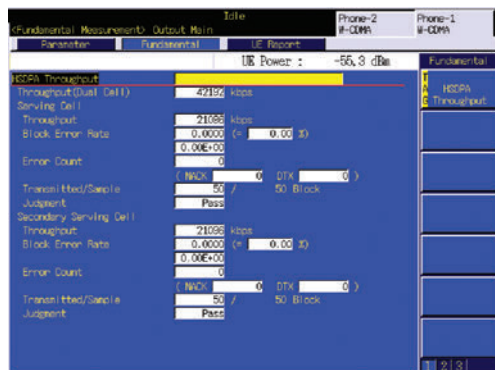 Idle
<Fundamental Measurement> Output Main
Phone-2
W-CDMA
Phone-1
W-CDMA
Parameter Fundamental UE Report
UE Power : -55.3 dBm
Fundamental
HSDPA Throughput
Throughput(Dual Cell) 42192 kbps
Serving Cell
Throughput 21096 kbps
Block Error Rate 0.0000 (= 0.00 %)
0.00E+00
Error Count 0
( NACK 0 DTX 0 )
Transmitted/Sample 50 / 50 Block
Judgment Pass
Secondary Serving Cell
Throughput 21096 kbps
Block Error Rate 0.0000 (= 0.00 %)
0.00E+00
Error Count 0
( NACK 0 DTX 0 )
Transmitted/Sample 50 / 50 Block
Judgment Pass
TAG
HSDPA
Throughput
1 2 3